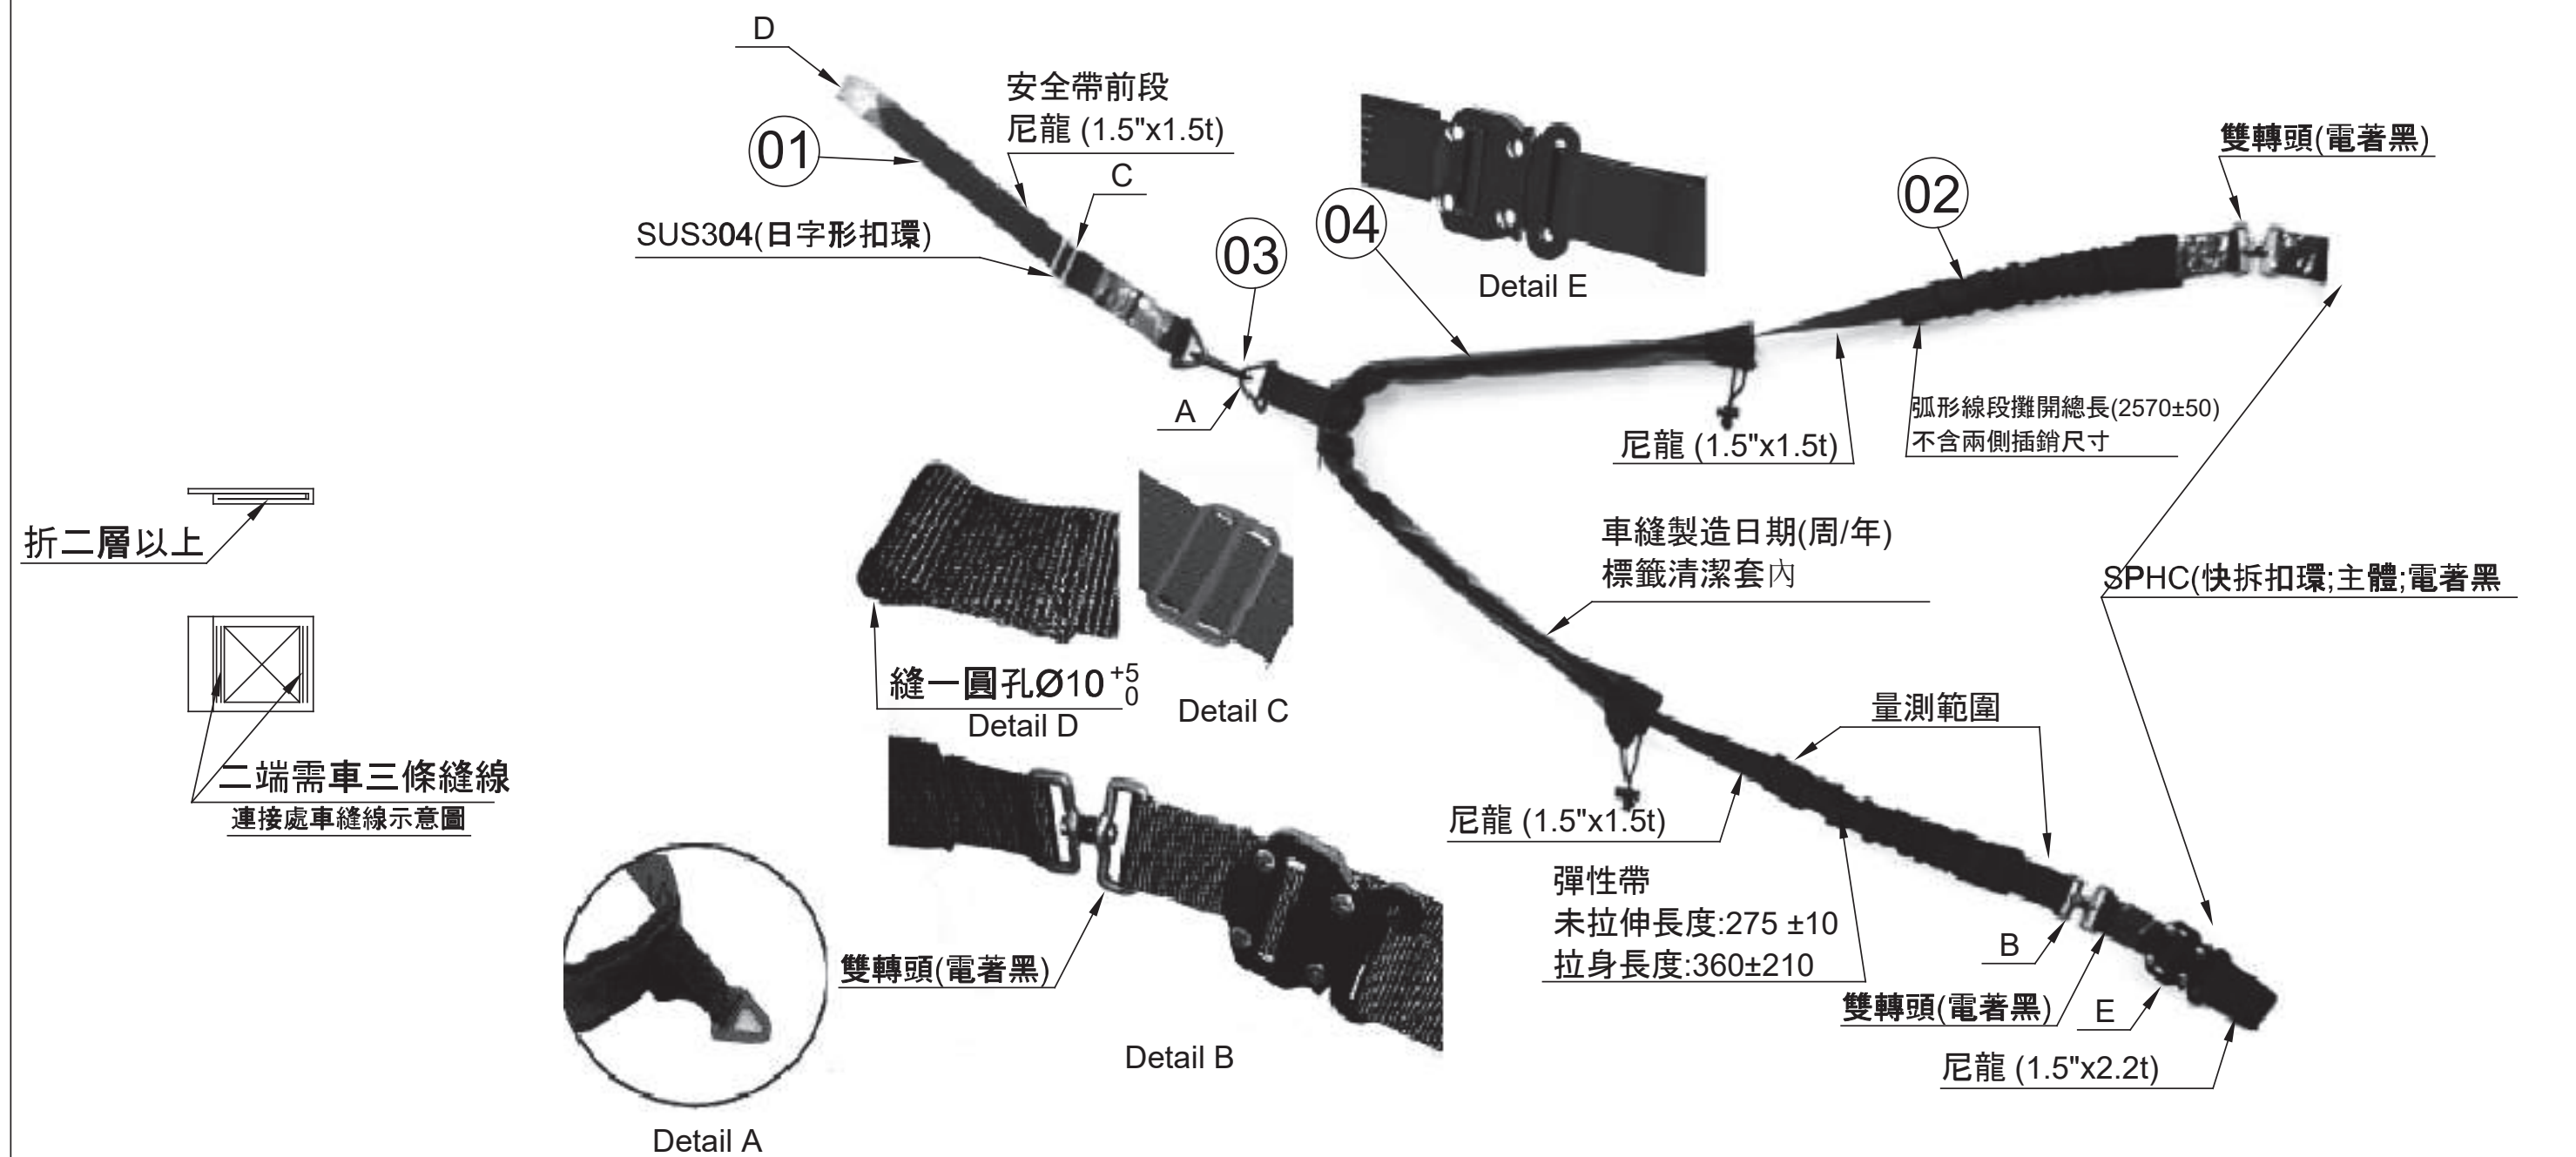 D
安全帶前段
尼龍 (1.5"x1.5t)
01
C
SUS304(日字形扣環)
03
04
Detail E
02
雙轉頭(電著黑)
A
尼龍 (1.5"x1.5t)
弧形線段攤開總長(2570±50)
不含兩側插銷尺寸
折二層以上
車縫製造日期(周/年)
標籤清潔套內
SPHC(快拆扣環;主體;電著黑
縫一圓孔Ø10 +5 0
Detail D
Detail C
量測範圍
二端需車三條縫線
連接處車縫線示意圖
尼龍 (1.5"x1.5t)
彈性帶
未拉伸長度:275 ±10
拉身長度:360±210
雙轉頭(電著黑)
B
雙轉頭(電著黑)
E
Detail B
尼龍 (1.5"x2.2t)
Detail A